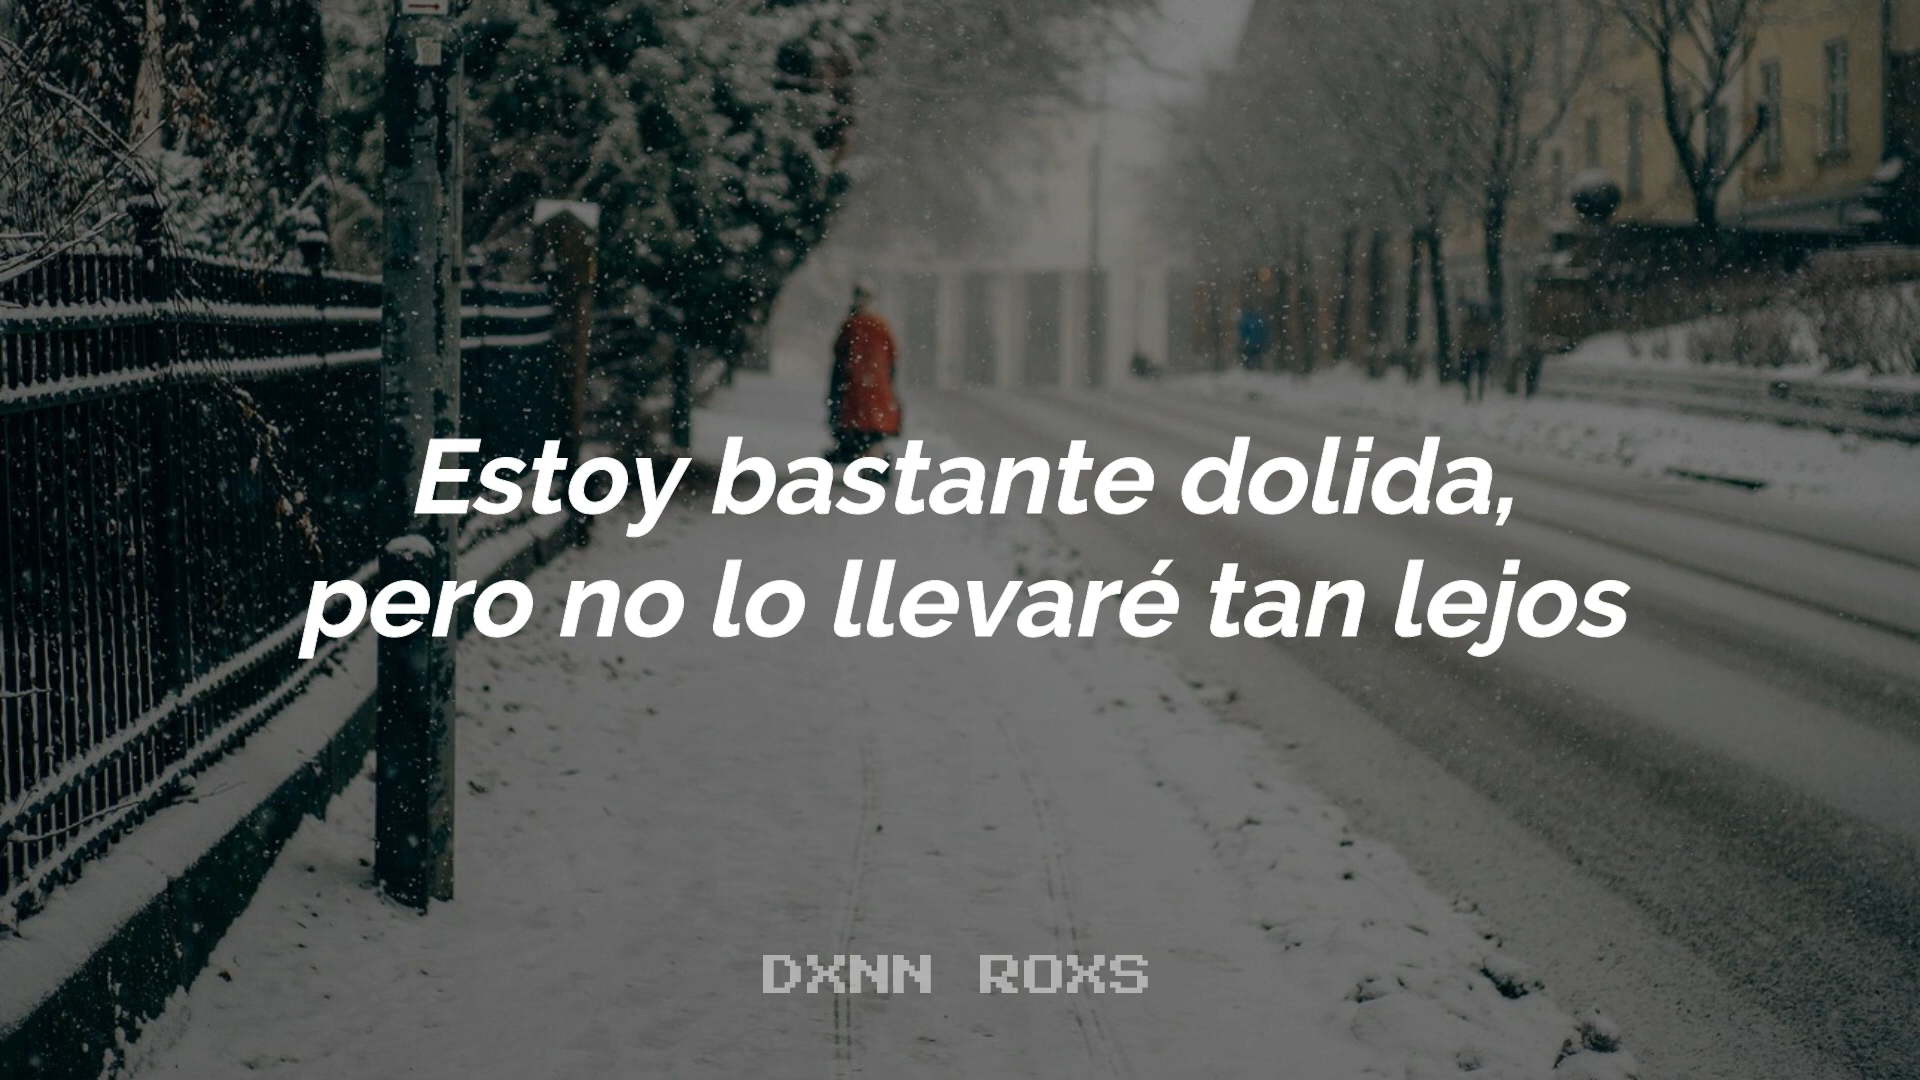 Estoy bastante dolida,
pero no lo llevaré tan lejos
DXNN ROXS